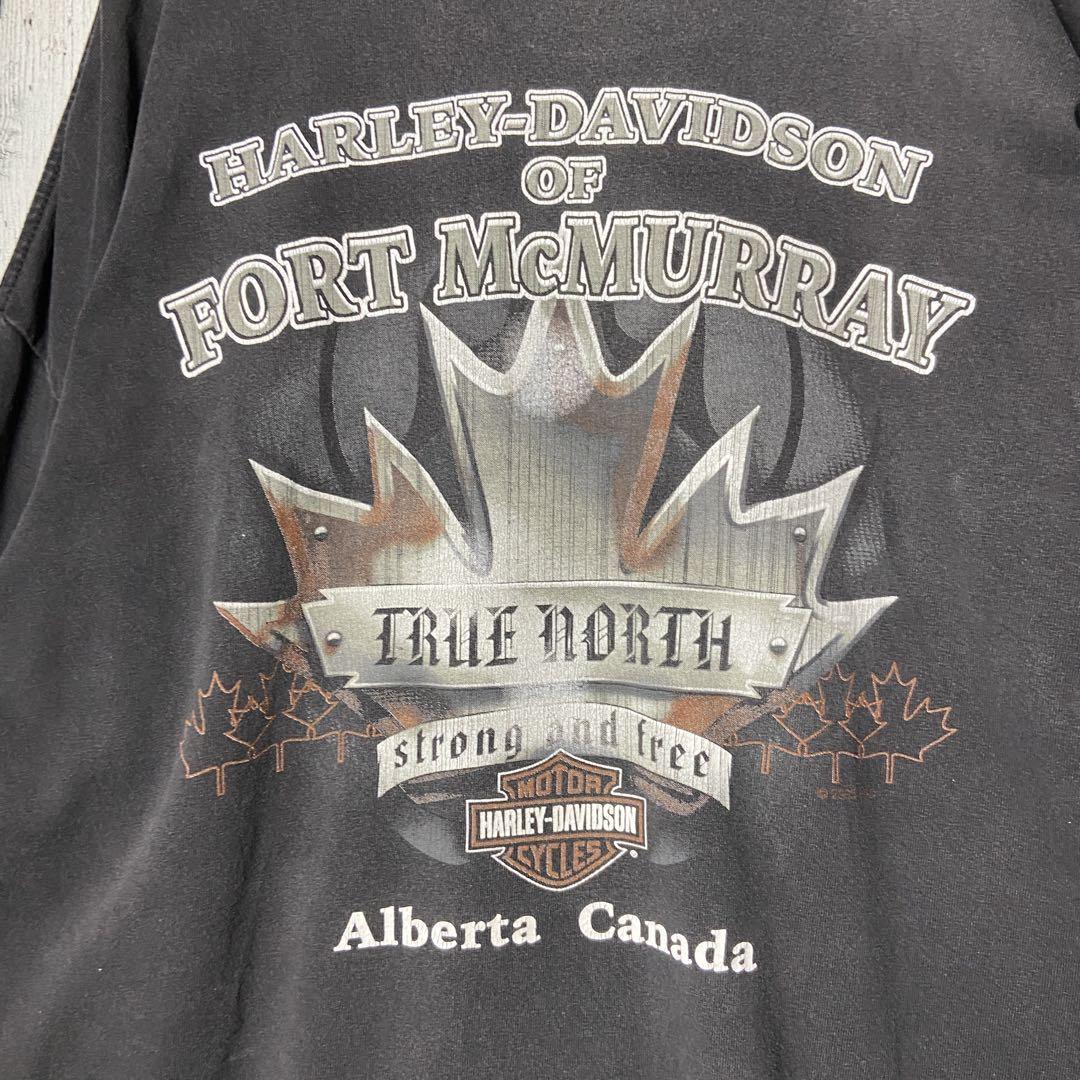 HARLEY-DAVIDSON
OF
FORT McMURRAY
TRUE NORTH
strong and free
MOTOR
HARLEY-DAVIDSON
CYCLES
Alberta Canada